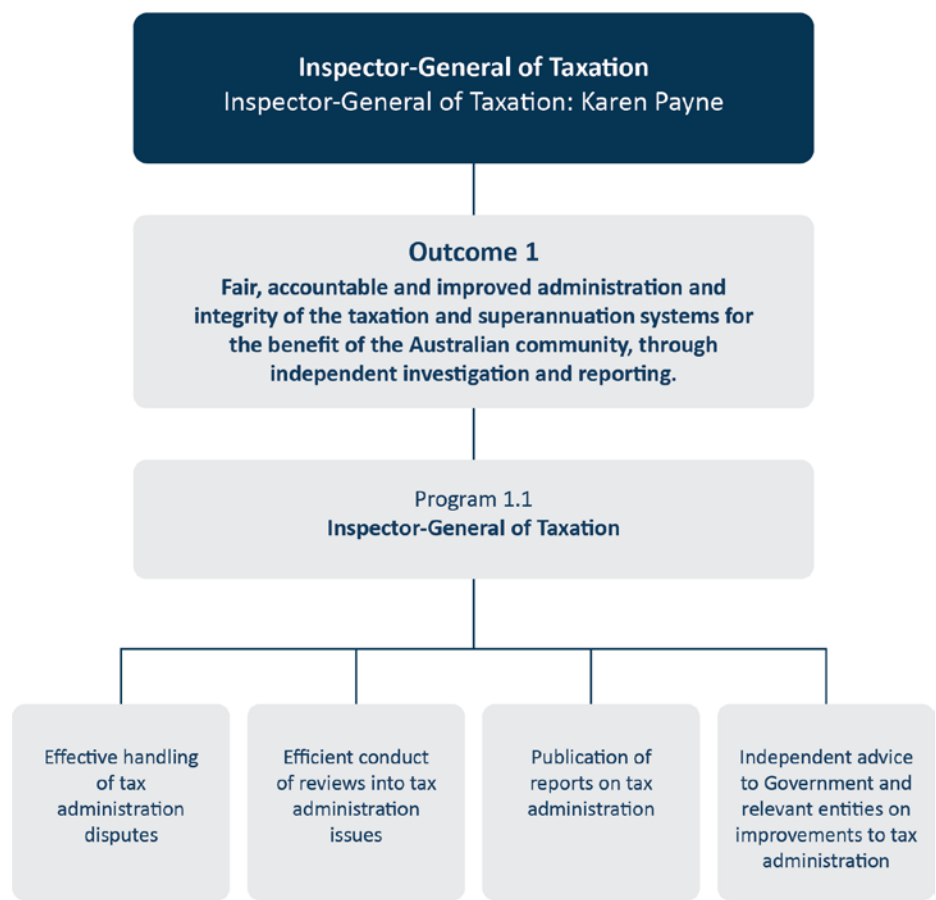 Inspector-General of Taxation
Inspector-General of Taxation: Karen Payne
Outcome 1
Fair, accountable and improved administration and
integrity of the taxation and superannuation systems for
the benefit of the Australian community, through
independent investigation and reporting.
Program 1.1
Inspector-General of Taxation
Effective handling
of tax
administration
disputes
Efficient conduct
of reviews into tax
administration
issues
Publication of
reports on tax
administration
Independent advice
to Government and
relevant entities on
improvements to tax
administration